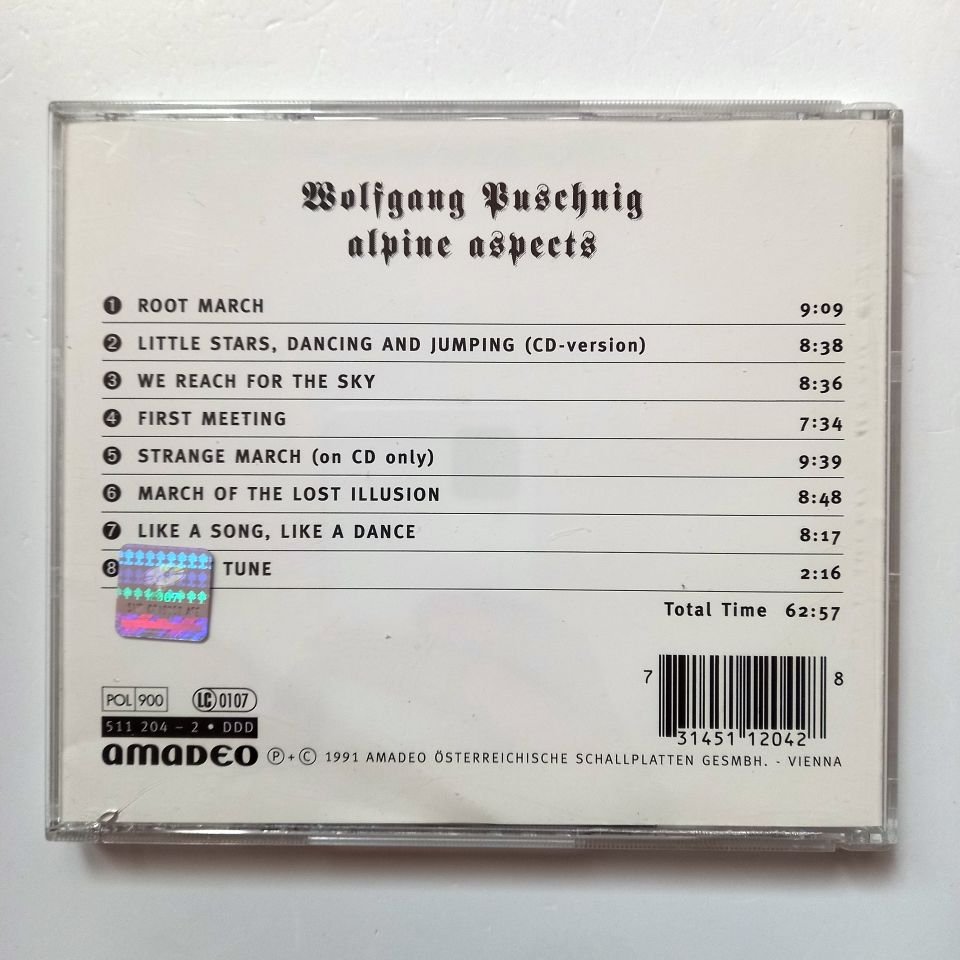 Wolfgang Puschnig
alpine aspects
1 ROOT MARCH 9:09
2 LITTLE STARS, DANCING AND JUMPING (CD-version) 8:38
3 WE REACH FOR THE SKY 8:36
4 FIRST MEETING 7:34
5 STRANGE MARCH (on CD only) 9:39
6 MARCH OF THE LOST ILLUSION 8:48
7 LIKE A SONG, LIKE A DANCE 8:17
8 TUNE 2:16
Total Time 62:57
POL 900 LC 0107
511 204 – 2 • DDD
AMADEO ℗ + © 1991 AMADEO ÖSTERREICHISCHE SCHALLPLATTEN GESMBH. - VIENNA
7 31451 12042 8